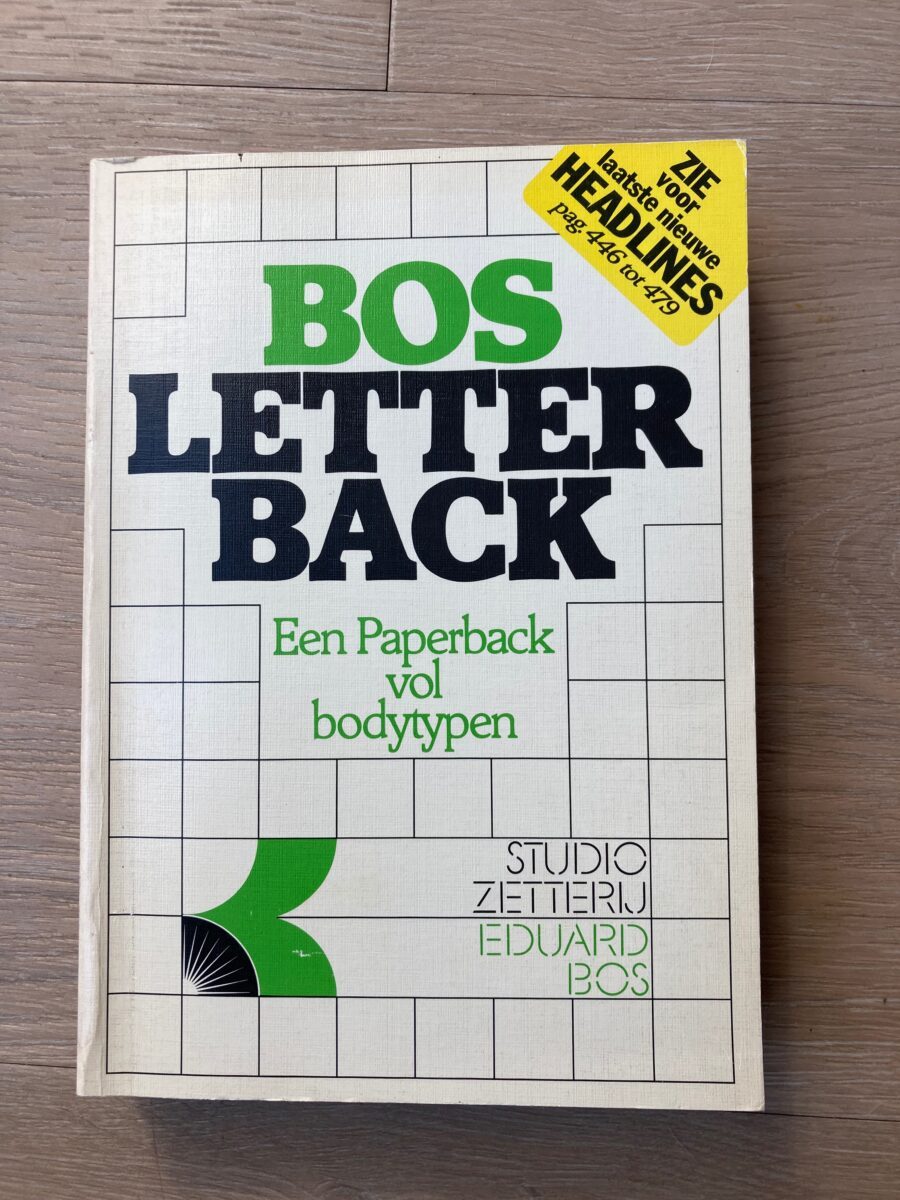 ZIE
voor
laatste nieuwe
HEADLINES
pag. 446 tot 479
BOS
LETTER
BACK
Een Paperback
vol
bodytypen
STUDIO
ZETTERIJ
EDUARD
BOS